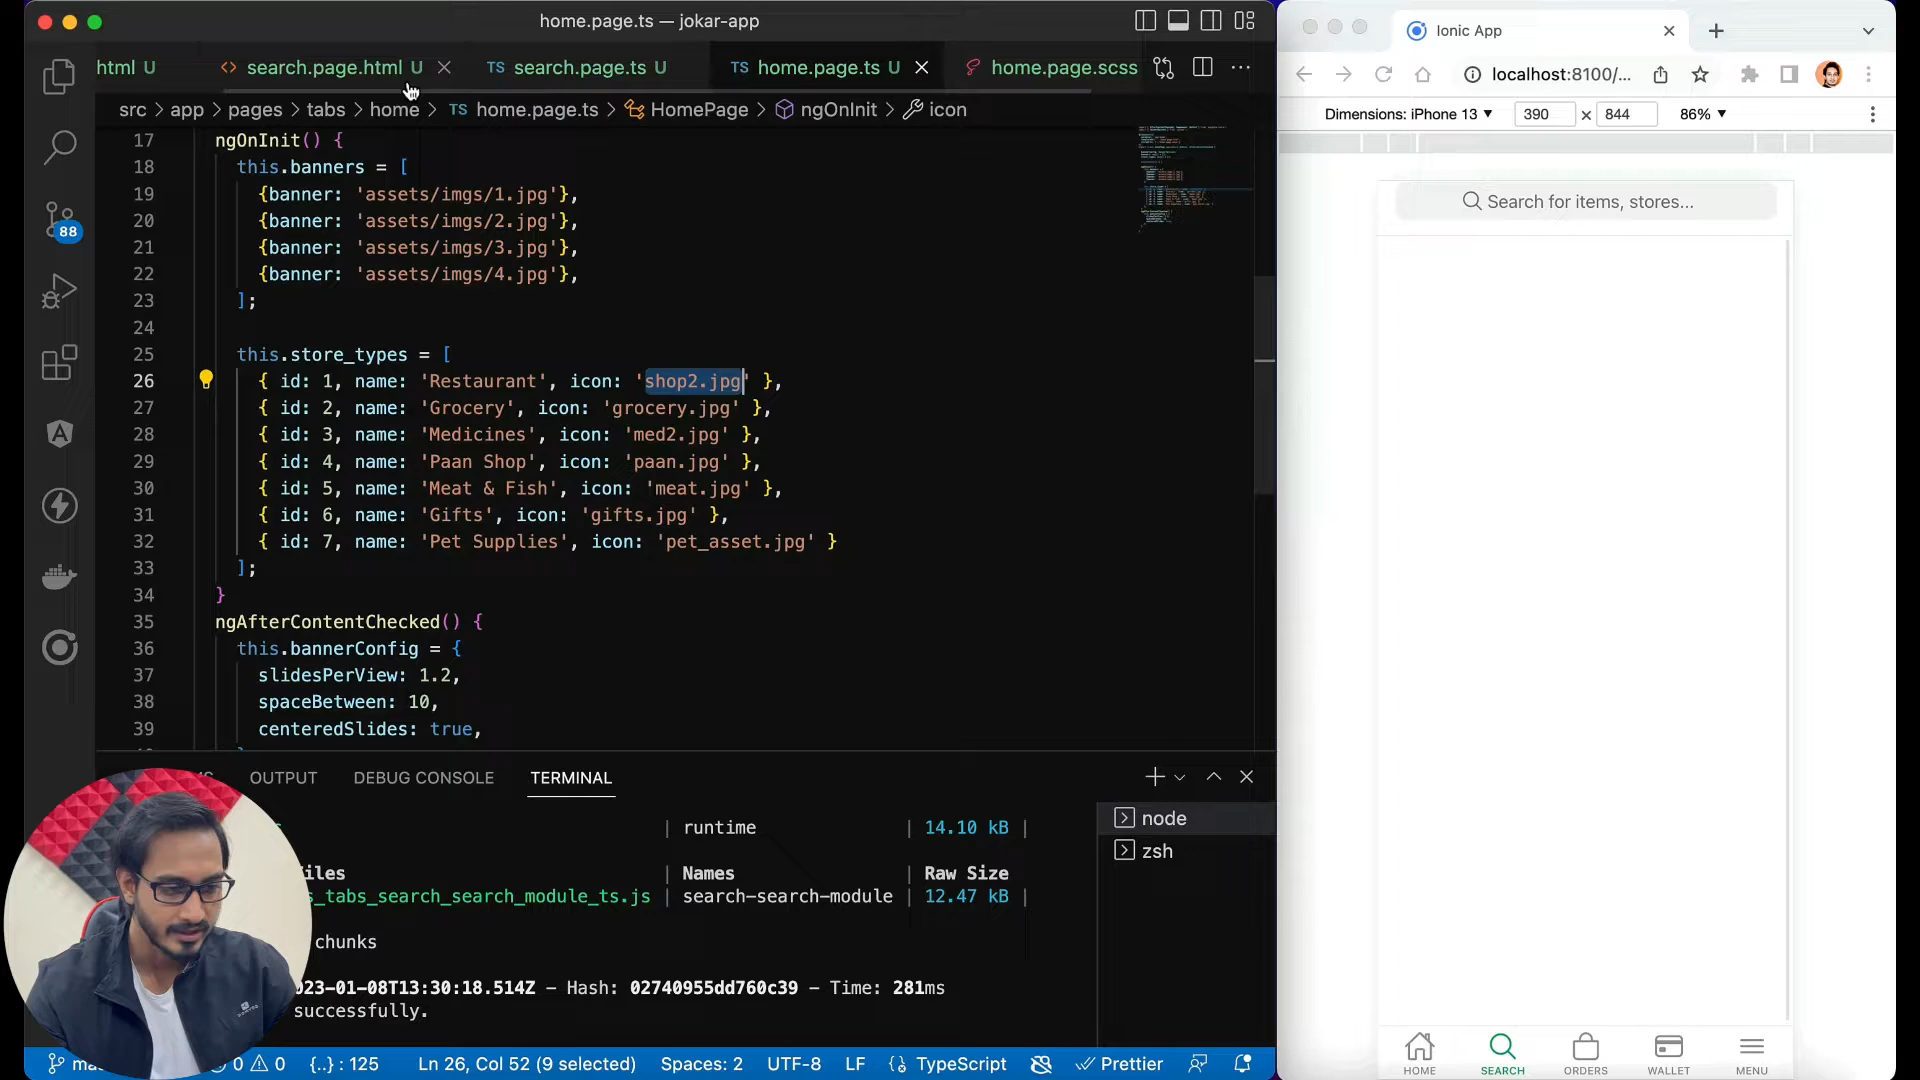 home.page.ts — jokar-app
html U
<> search.page.html U
TS search.page.ts U
TS home.page.ts U
home.page.scss
src > app > pages > tabs > home > TS home.page.ts > HomePage > ngOnInit > icon
17 ngOnInit() {
18 this.banners = [
19 {banner: 'assets/imgs/1.jpg'},
20 {banner: 'assets/imgs/2.jpg'},
21 {banner: 'assets/imgs/3.jpg'},
22 {banner: 'assets/imgs/4.jpg'},
23 ];
24
25 this.store_types = [
26 { id: 1, name: 'Restaurant', icon: 'shop2.jpg' },
27 { id: 2, name: 'Grocery', icon: 'grocery.jpg' },
28 { id: 3, name: 'Medicines', icon: 'med2.jpg' },
29 { id: 4, name: 'Paan Shop', icon: 'paan.jpg' },
30 { id: 5, name: 'Meat & Fish', icon: 'meat.jpg' },
31 { id: 6, name: 'Gifts', icon: 'gifts.jpg' },
32 { id: 7, name: 'Pet Supplies', icon: 'pet_asset.jpg' }
33 ];
34 }
35 ngAfterContentChecked() {
36 this.bannerConfig = {
37 slidesPerView: 1.2,
38 spaceBetween: 10,
39 centeredSlides: true,
88
OUTPUT DEBUG CONSOLE TERMINAL
| runtime | 14.10 kB |
iles | Names | Raw Size
s_tabs_search_search_module_ts.js | search-search-module | 12.47 kB |
chunks
023-01-08T13:30:18.514Z – Hash: 02740955dd760c39 – Time: 281ms
successfully.
node
zsh
0 0 {..} : 125 Ln 26, Col 52 (9 selected) Spaces: 2 UTF-8 LF TypeScript Prettier
Ionic App
localhost:8100/...
Dimensions: iPhone 13 ▼ 390 × 844 86% ▼
Search for items, stores...
HOME SEARCH ORDERS WALLET MENU